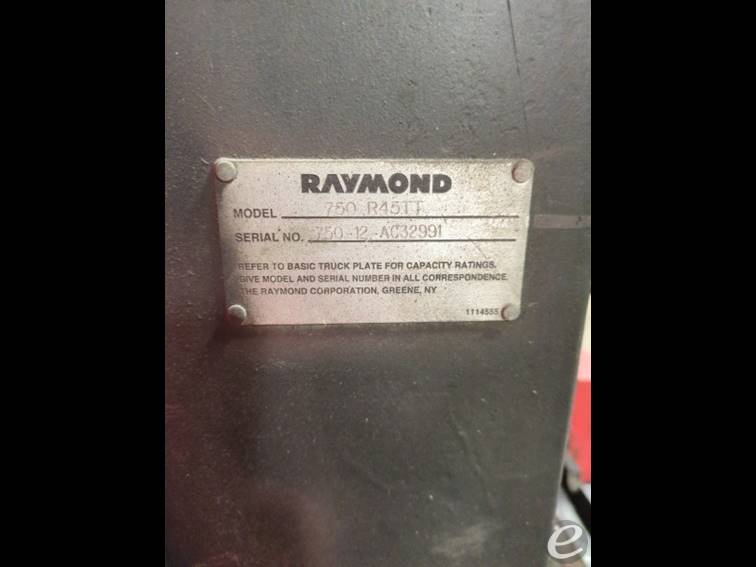 RAYMOND
MODEL 750 R45TT
SERIAL NO. 750-12-AC32991
REFER TO BASIC TRUCK PLATE FOR CAPACITY RATINGS.
GIVE MODEL AND SERIAL NUMBER IN ALL CORRESPONDENCE.
THE RAYMOND CORPORATION, GREENE, NY
1114555
e